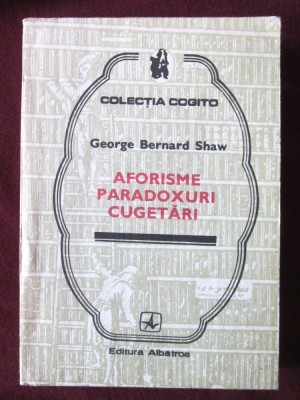 COLECȚIA COGITO
George Bernard Shaw
AFORISME
PARADOXURI
CUGETĂRI
Editura Albatros